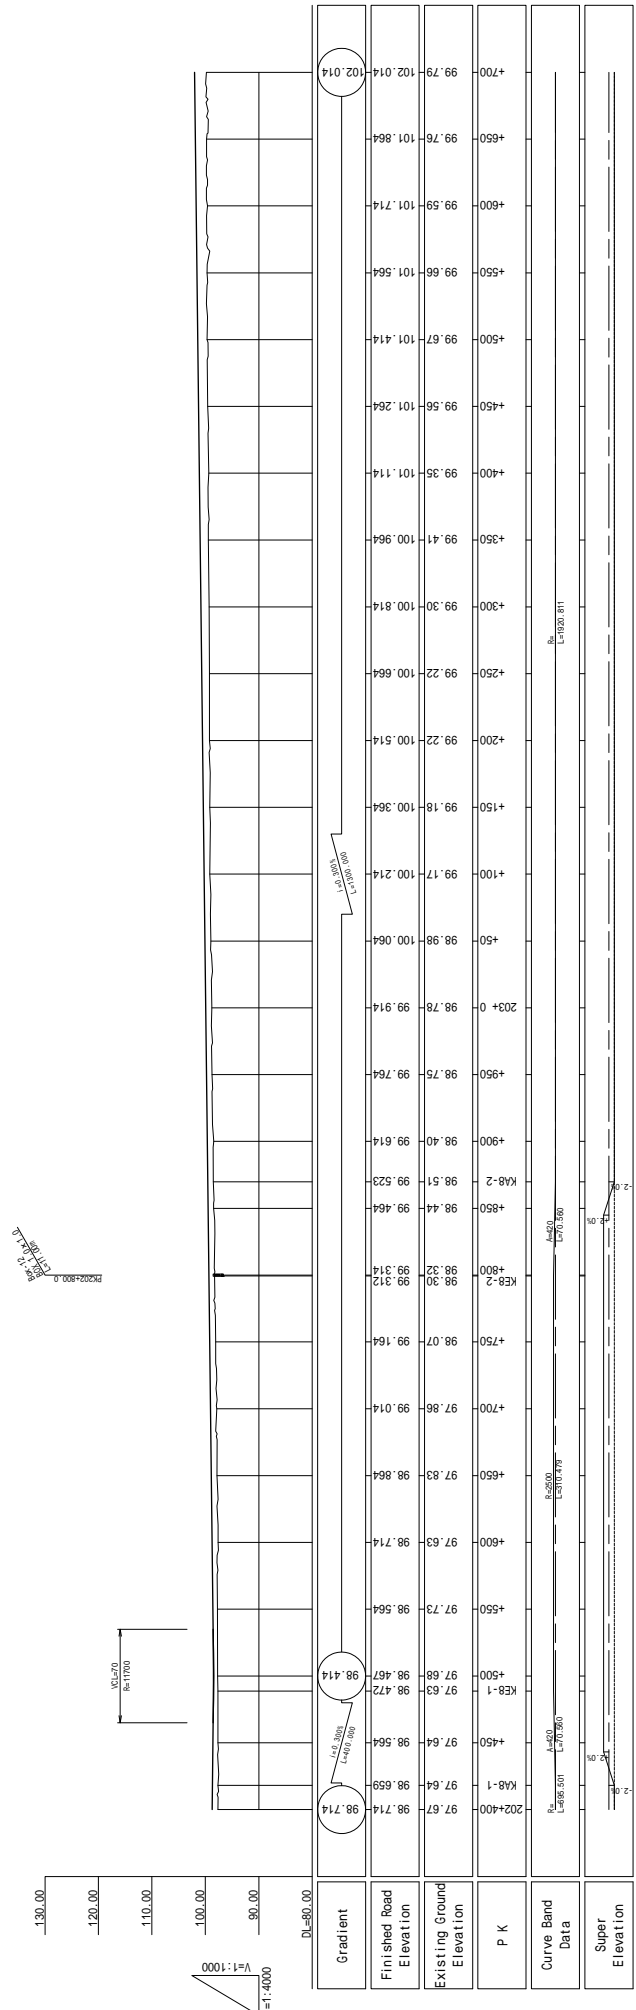 130.00
120.00
110.00
100.00
90.00
DL=80.00
V=1:1000
=1:4000
Box-12
BOX 1.0×1.0
L=11.00m
PK202+800.0
VCL=70
R=11700
Gradient
98.714
i=0.300%
L=400.000
98.414
i=0.300%
L=1300.000
102.014
Finished Road
Elevation
98.714
98.659
98.564
98.472
98.467
98.564
98.714
98.864
99.014
99.164
99.312
99.314
99.464
99.523
99.614
99.764
99.914
100.064
100.214
100.364
100.514
100.664
100.814
100.964
101.114
101.264
101.414
101.564
101.714
101.864
102.014
Existing Ground
Elevation
97.67
97.64
97.64
97.63
97.68
97.73
97.63
97.83
97.86
98.07
98.30
98.32
98.44
98.51
98.40
98.75
98.78
98.98
99.17
99.18
99.22
99.22
99.30
99.41
99.35
99.56
99.67
99.66
99.59
99.76
99.79
P K
202+400
KA8-1
+450
KE8-1
+500
+550
+600
+650
+700
+750
KE8-2
+800
+850
KA8-2
+900
+950
203+ 0
+50
+100
+150
+200
+250
+300
+350
+400
+450
+500
+550
+600
+650
+700
Curve Band
Data
R=
L=695.501
A=420
L=70.560
R=2500
L=310.479
A=420
L=70.560
R=
L=1920.811
Super
Elevation
-2.0%
-2.0%